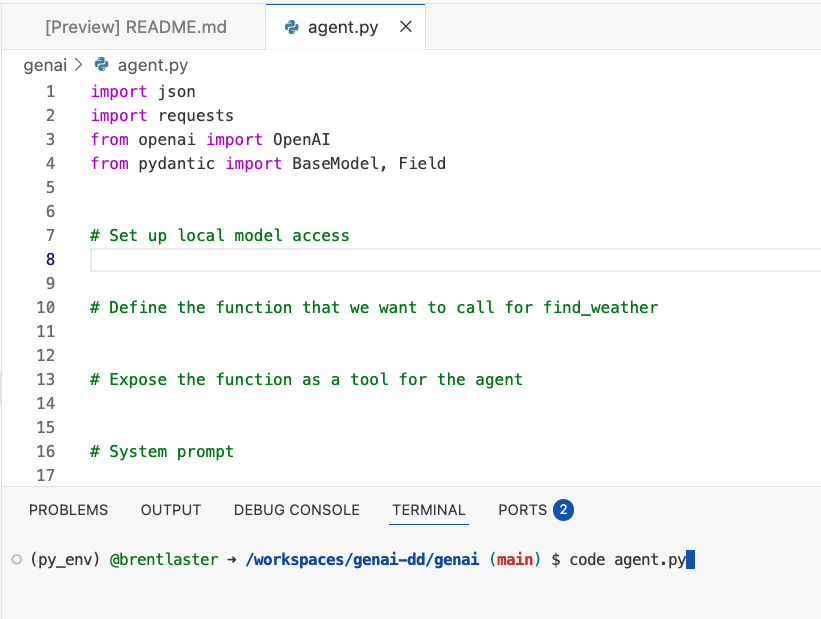 [Preview] README.md agent.py
genai > agent.py
1 import json
2 import requests
3 from openai import OpenAI
4 from pydantic import BaseModel, Field
5
6
7 # Set up local model access
8
9
10 # Define the function that we want to call for find_weather
11
12
13 # Expose the function as a tool for the agent
14
15
16 # System prompt
17
PROBLEMS OUTPUT DEBUG CONSOLE TERMINAL PORTS 2
(py_env) @brentlaster ➜ /workspaces/genai-dd/genai (main) $ code agent.py